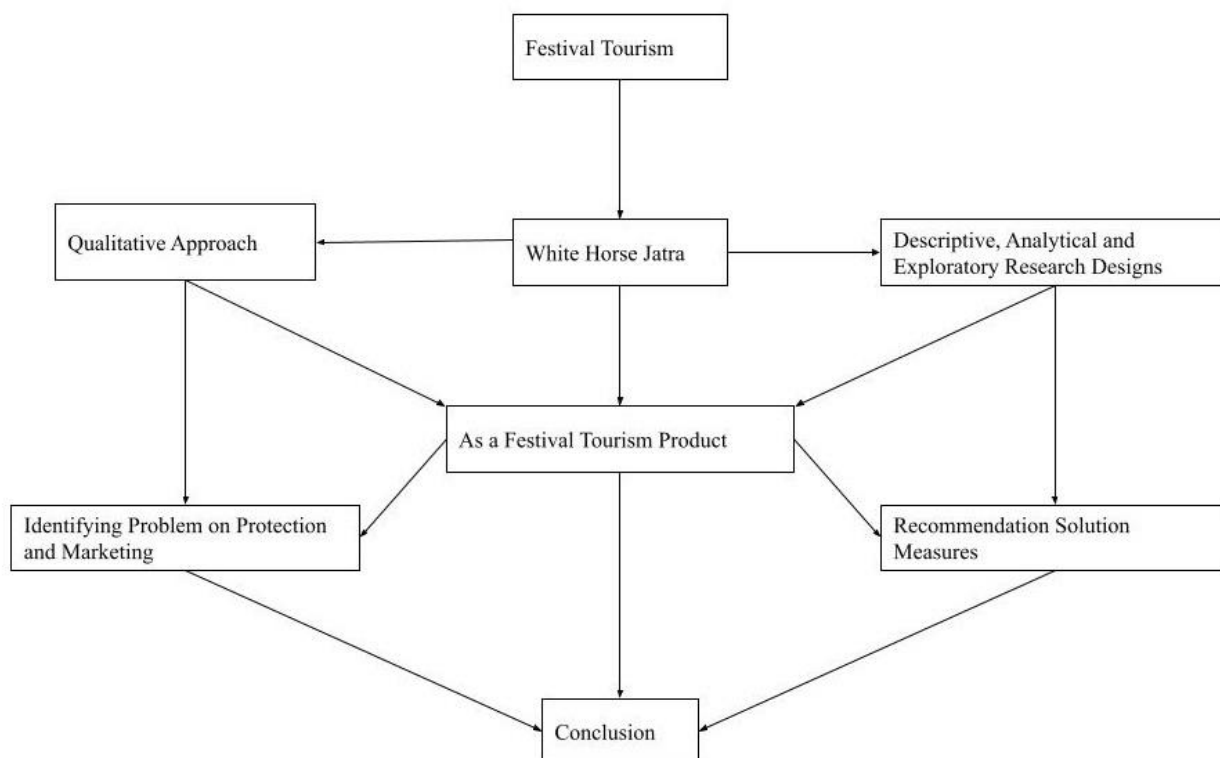 Festival Tourism
Qualitative Approach
White Horse Jatra
Descriptive, Analytical and
Exploratory Research Designs
As a Festival Tourism Product
Identifying Problem on Protection
and Marketing
Recommendation Solution
Measures
Conclusion